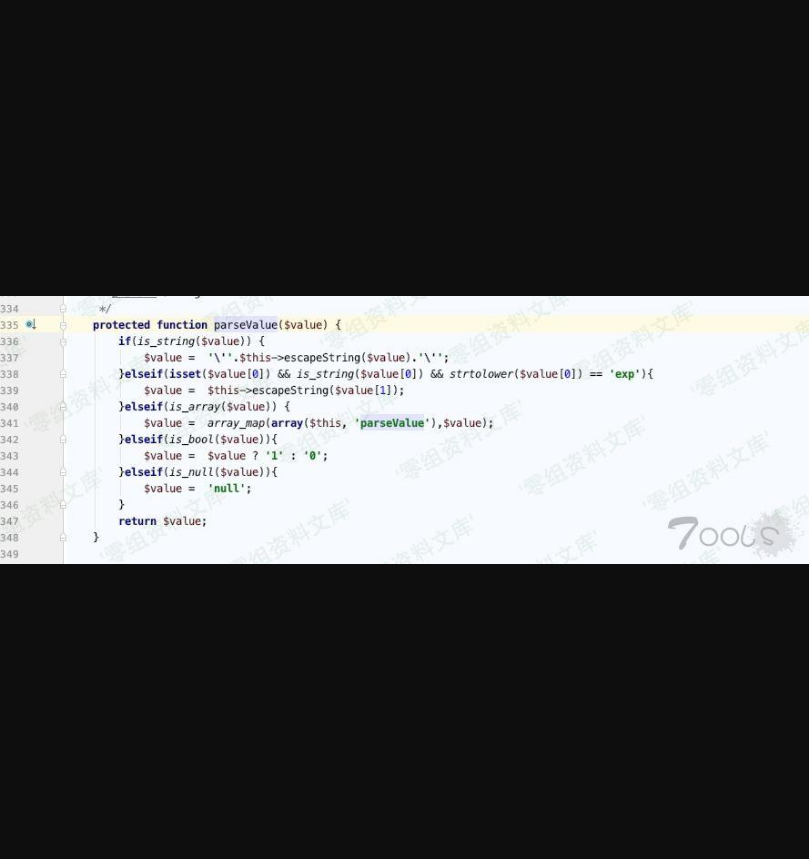 334 */
335 protected function parseValue($value) {
336 if(is_string($value)) {
337 $value =  '\''.$this->escapeString($value).'\'';
338 }elseif(isset($value[0]) && is_string($value[0]) && strtolower($value[0]) == 'exp'){
339 $value =  $this->escapeString($value[1]);
340 }elseif(is_array($value)) {
341 $value =  array_map(array($this, 'parseValue'),$value);
342 }elseif(is_bool($value)){
343 $value =  $value ? '1' : '0';
344 }elseif(is_null($value)){
345 $value =  'null';
346 }
347 return $value;
348 }
349
'零组资料文库'
7ooLS